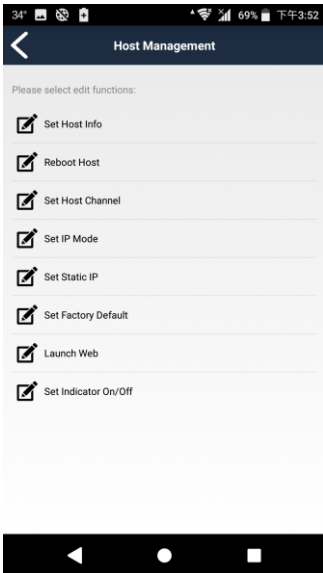 34° 69% 下午3:52
Host Management
Please select edit functions:
Set Host Info
Reboot Host
Set Host Channel
Set IP Mode
Set Static IP
Set Factory Default
Launch Web
Set Indicator On/Off